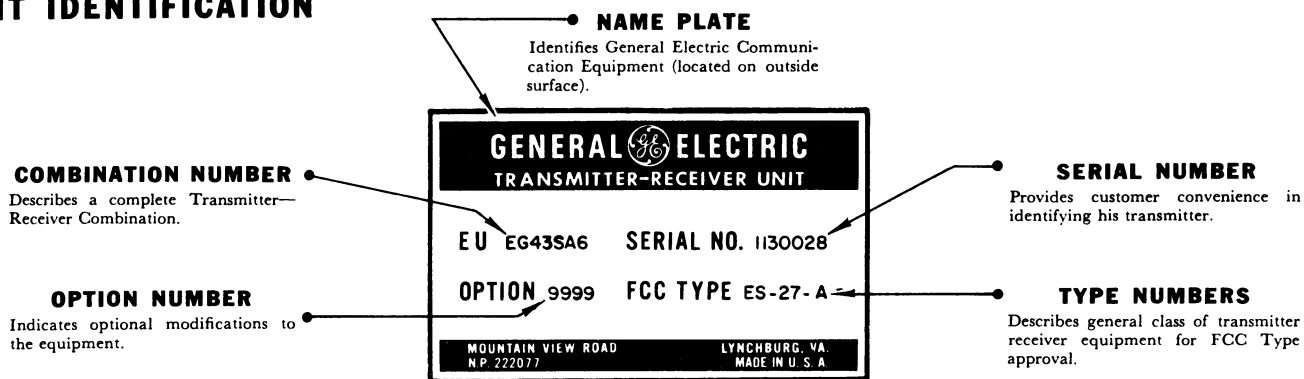 IT IDENTIFICATION
NAME PLATE
Identifies General Electric Communi-
cation Equipment (located on outside
surface).
COMBINATION NUMBER
Describes a complete Transmitter—
Receiver Combination.
OPTION NUMBER
Indicates optional modifications to
the equipment.
GENERAL GE ELECTRIC
TRANSMITTER-RECEIVER UNIT
EU EG43SA6 SERIAL NO. 1130028
OPTION 9999 FCC TYPE ES-27-A
MOUNTAIN VIEW ROAD LYNCHBURG, VA.
N.P. 222077 MADE IN U. S. A.
SERIAL NUMBER
Provides customer convenience in
identifying his transmitter.
TYPE NUMBERS
Describes general class of transmitter
receiver equipment for FCC Type
approval.